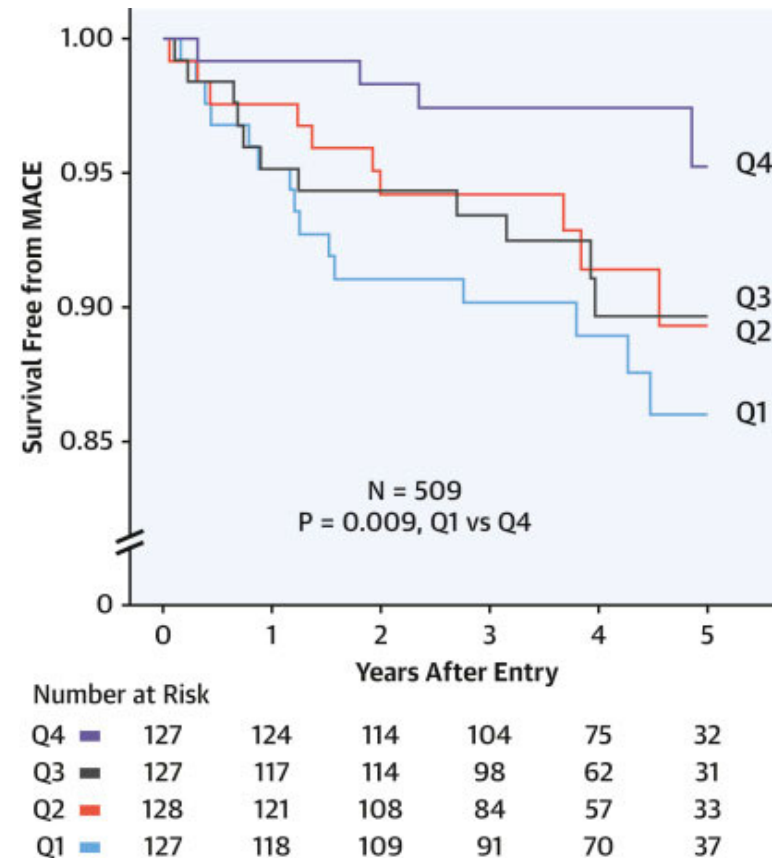 1.00
0.95
0.90
0.85
0
Survival Free from MACE
Q4
Q3
Q2
Q1
N = 509
P = 0.009, Q1 vs Q4
0 1 2 3 4 5
Years After Entry
Number at Risk
Q4 127 124 114 104 75 32
Q3 127 117 114 98 62 31
Q2 128 121 108 84 57 33
Q1 127 118 109 91 70 37